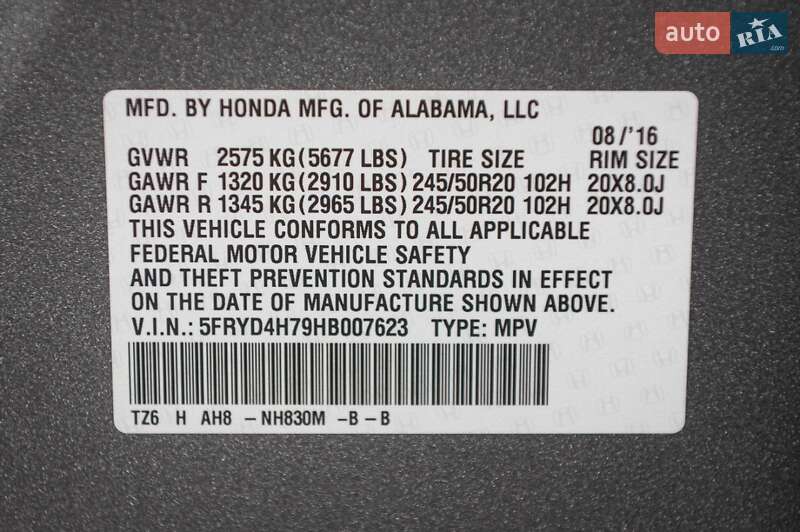 auto RIA .com
MFD. BY HONDA MFG. OF ALABAMA, LLC
08/'16
GVWR 2575 KG(5677 LBS) TIRE SIZE RIM SIZE
GAWR F 1320 KG(2910 LBS) 245/50R20 102H 20X8.0J
GAWR R 1345 KG(2965 LBS) 245/50R20 102H 20X8.0J
THIS VEHICLE CONFORMS TO ALL APPLICABLE
FEDERAL MOTOR VEHICLE SAFETY
AND THEFT PREVENTION STANDARDS IN EFFECT
ON THE DATE OF MANUFACTURE SHOWN ABOVE.
V.I.N.: 5FRYD4H79HB007623 TYPE: MPV
TZ6 H AH8 -NH830M -B-B